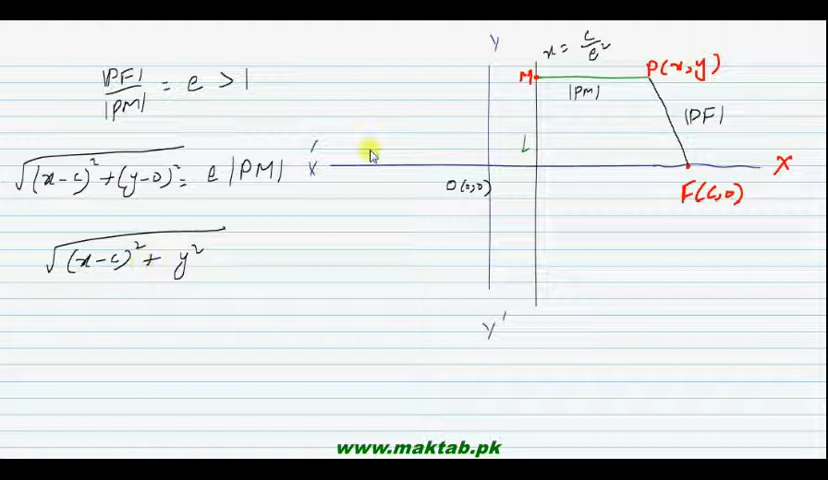 |PF| / |PM| = e > 1
√(x-c)² + (y-0)² = e |PM|
√(x-c)² + y²
Y
x = c/e²
M
P(x,y)
|PM|
|PF|
L
X'
X
O(0,0)
F(c,0)
Y'
www.maktab.pk